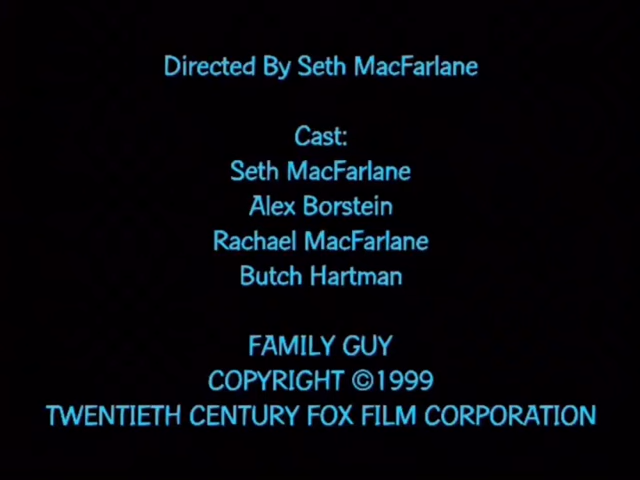 Directed By Seth MacFarlane
Cast:
Seth MacFarlane
Alex Borstein
Rachael MacFarlane
Butch Hartman
FAMILY GUY
COPYRIGHT ©1999
TWENTIETH CENTURY FOX FILM CORPORATION